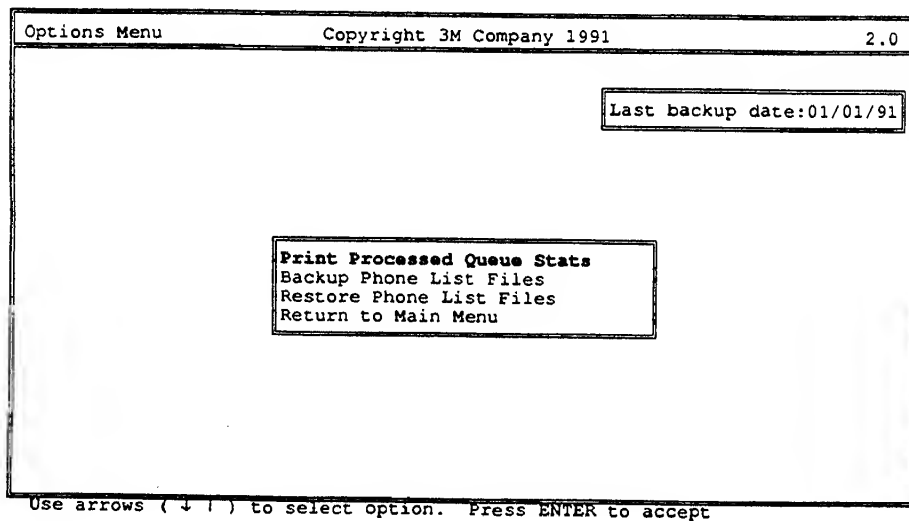 Options Menu Copyright 3M Company 1991 2.0
Last backup date:01/01/91
Print Processed Queue Stats
Backup Phone List Files
Restore Phone List Files
Return to Main Menu
Use arrows ( ↓ ↑ ) to select option. Press ENTER to accept